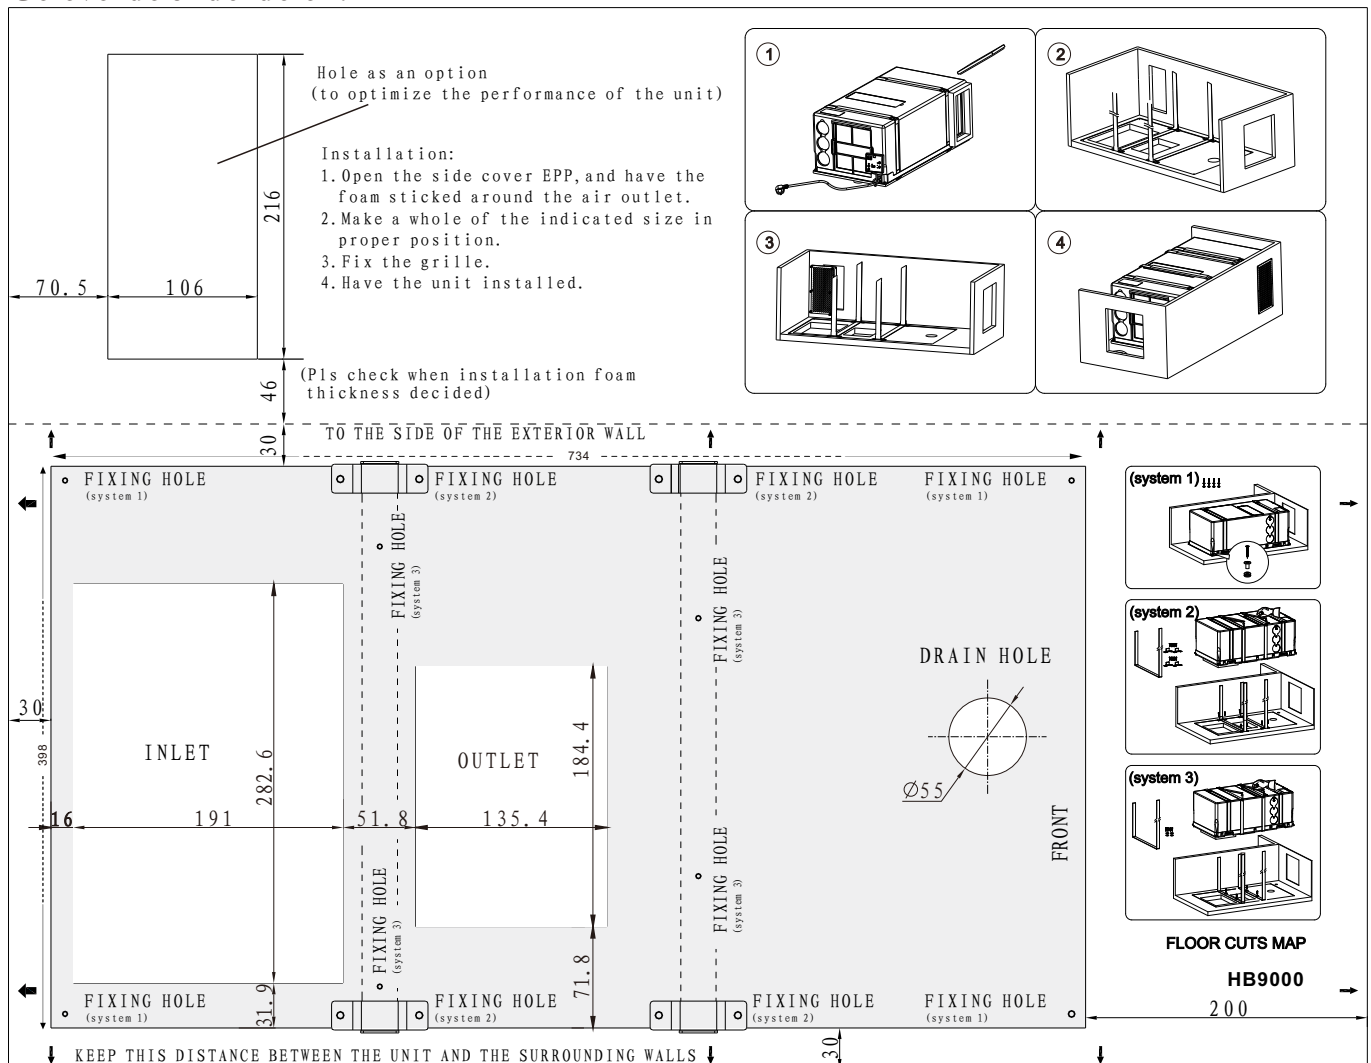 Hole as an option
(to optimize the performance of the unit)
Installation:
1. Open the side cover EPP, and have the
foam sticked around the air outlet.
2. Make a whole of the indicated size in
proper position.
3. Fix the grille.
4. Have the unit installed.
216
70.5
106
46
(Pls check when installation foam
thickness decided)
1
2
3
4
30
TO THE SIDE OF THE EXTERIOR WALL
734
FIXING HOLE
(system 1)
FIXING HOLE
(system 2)
FIXING HOLE
(system 2)
FIXING HOLE
(system 1)
FIXING HOLE
(system 3)
FIXING HOLE
(system 3)
DRAIN HOLE
30
398
INLET
282.6
OUTLET
184.4
Ø55
16
191
51.8
135.4
FRONT
FIXING HOLE
(system 3)
FIXING HOLE
(system 3)
31.9
71.8
FIXING HOLE
(system 1)
FIXING HOLE
(system 2)
FIXING HOLE
(system 2)
FIXING HOLE
(system 1)
(system 1)
(system 2)
(system 3)
FLOOR CUTS MAP
HB9000
200
KEEP THIS DISTANCE BETWEEN THE UNIT AND THE SURROUNDING WALLS
30